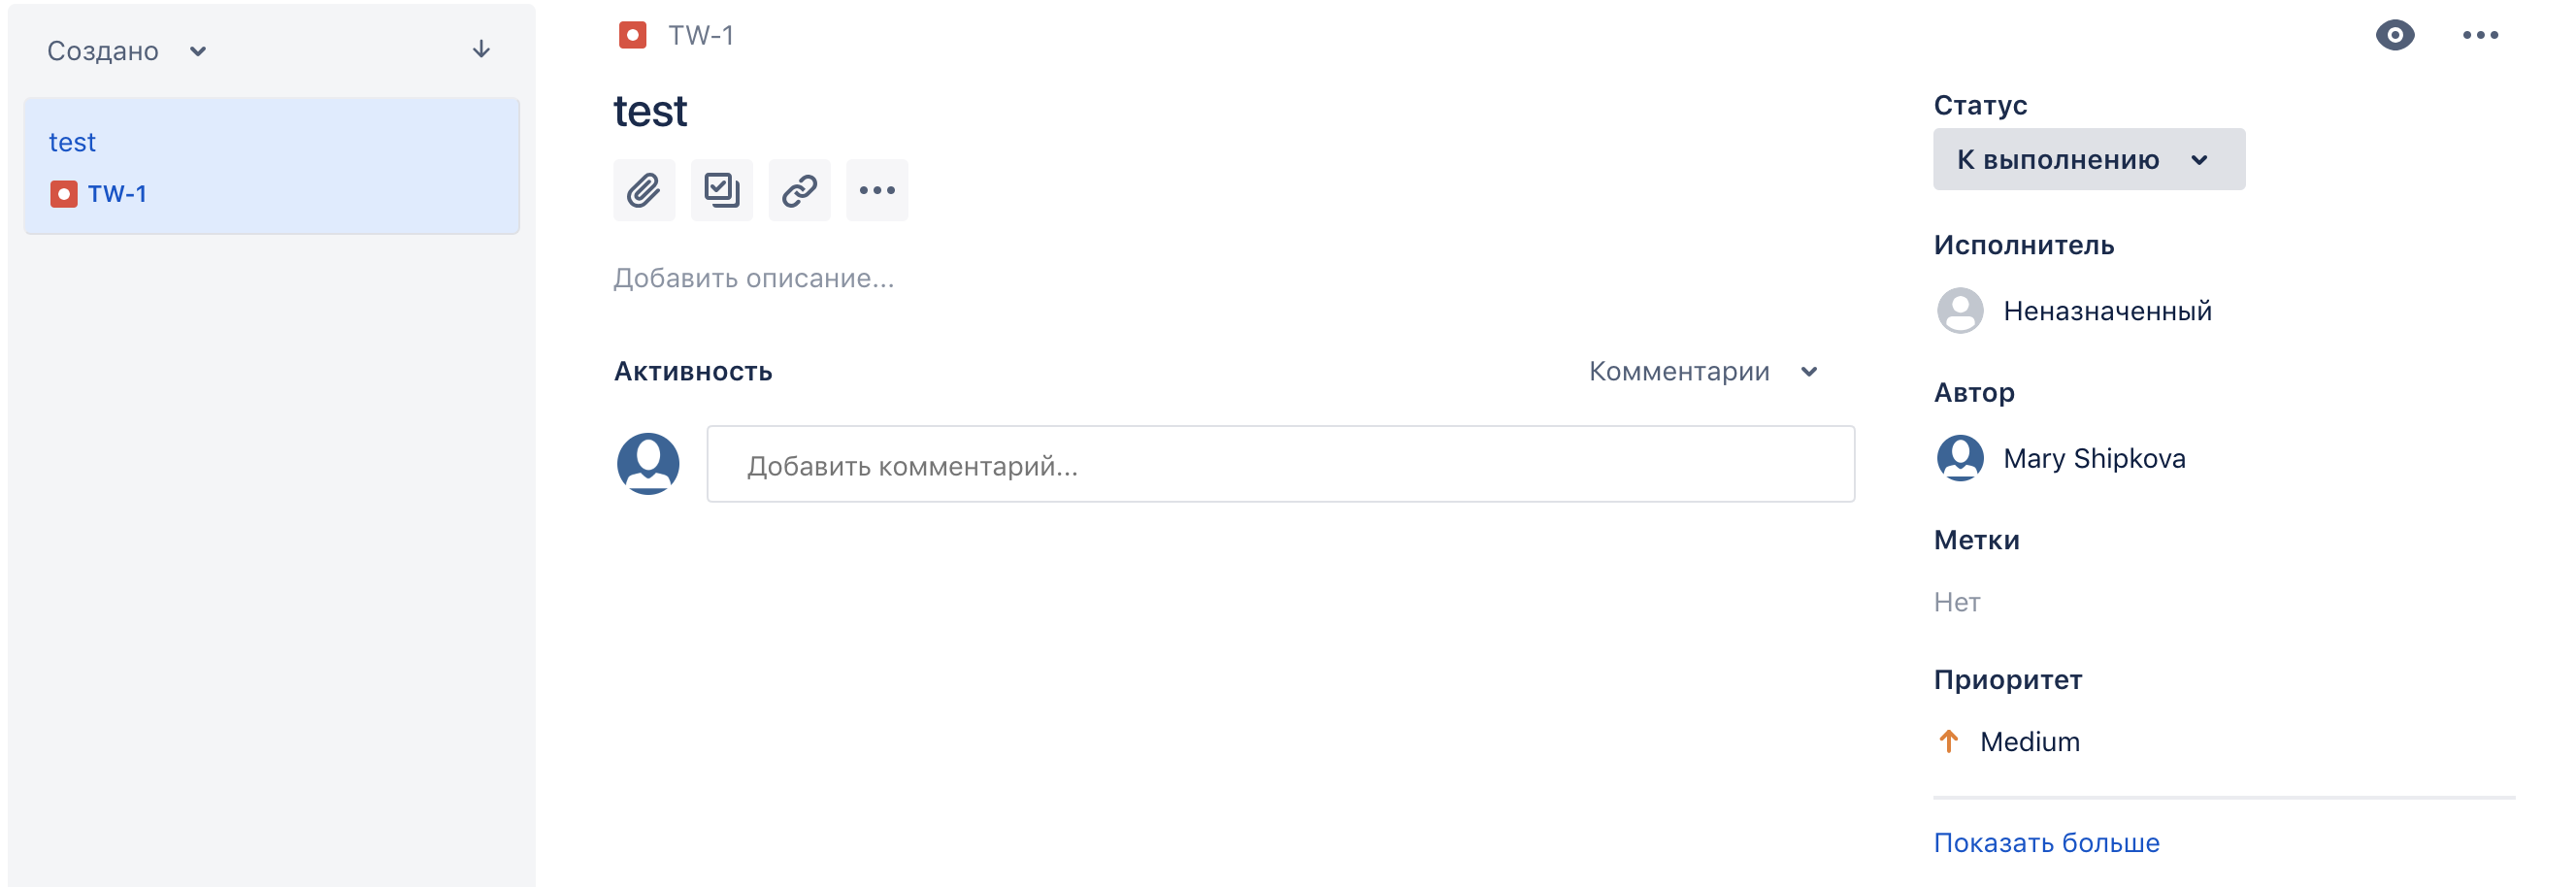 Создано
test
TW-1
TW-1
test
Добавить описание...
Активность
Комментарии
Добавить комментарий...
Статус
К выполнению
Исполнитель
Неназначенный
Автор
Mary Shipkova
Метки
Нет
Приоритет
Medium
Показать больше